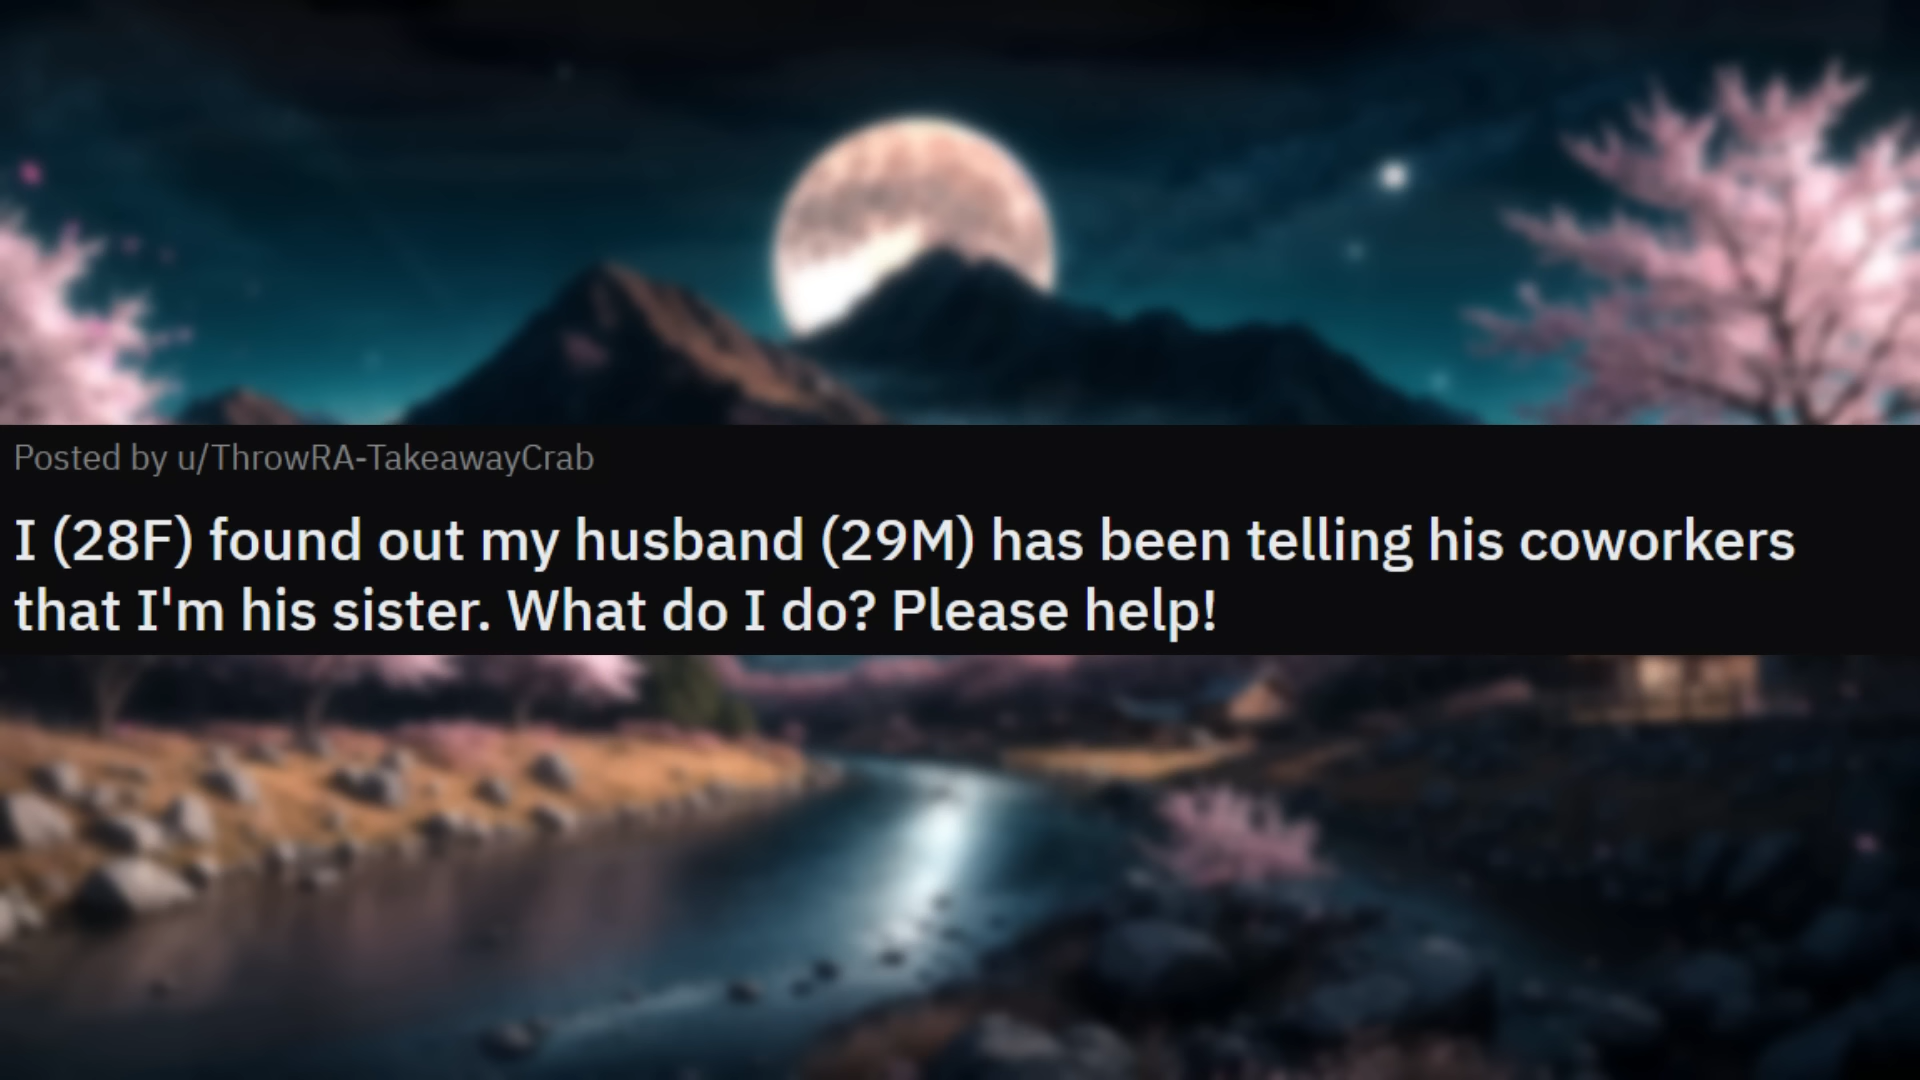 Posted by u/ThrowRA-TakeawayCrab
I (28F) found out my husband (29M) has been telling his coworkers
that I'm his sister. What do I do? Please help!